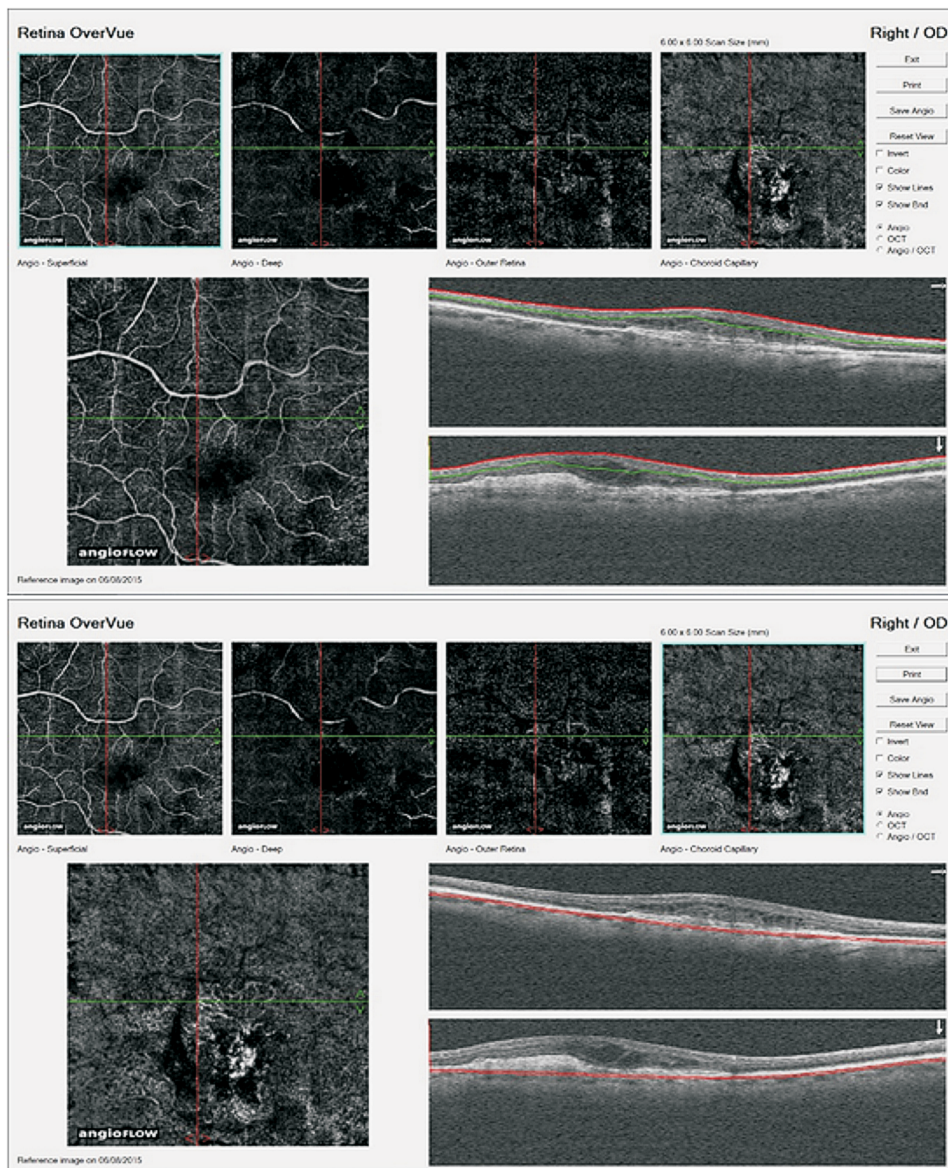 Retina OverVue
Right / OD
6.00 x 6.00 Scan Size (mm)
Exit
Print
Save Angio
Reset View
Invert
Color
Show Lines
Show Bnd
Angio
OCT
Angio / OCT
angioFLOW
angioFLOW
angioFLOW
angioFLOW
Angio - Superficial
Angio - Deep
Angio - Outer Retina
Angio - Choroid Capillary
angioFLOW
Reference image on 06/08/2015
Retina OverVue
Right / OD
6.00 x 6.00 Scan Size (mm)
Exit
Print
Save Angio
Reset View
Invert
Color
Show Lines
Show Bnd
Angio
OCT
Angio / OCT
angioFLOW
angioFLOW
angioFLOW
angioFLOW
Angio - Superficial
Angio - Deep
Angio - Outer Retina
Angio - Choroid Capillary
angioFLOW
Reference image on 06/08/2015